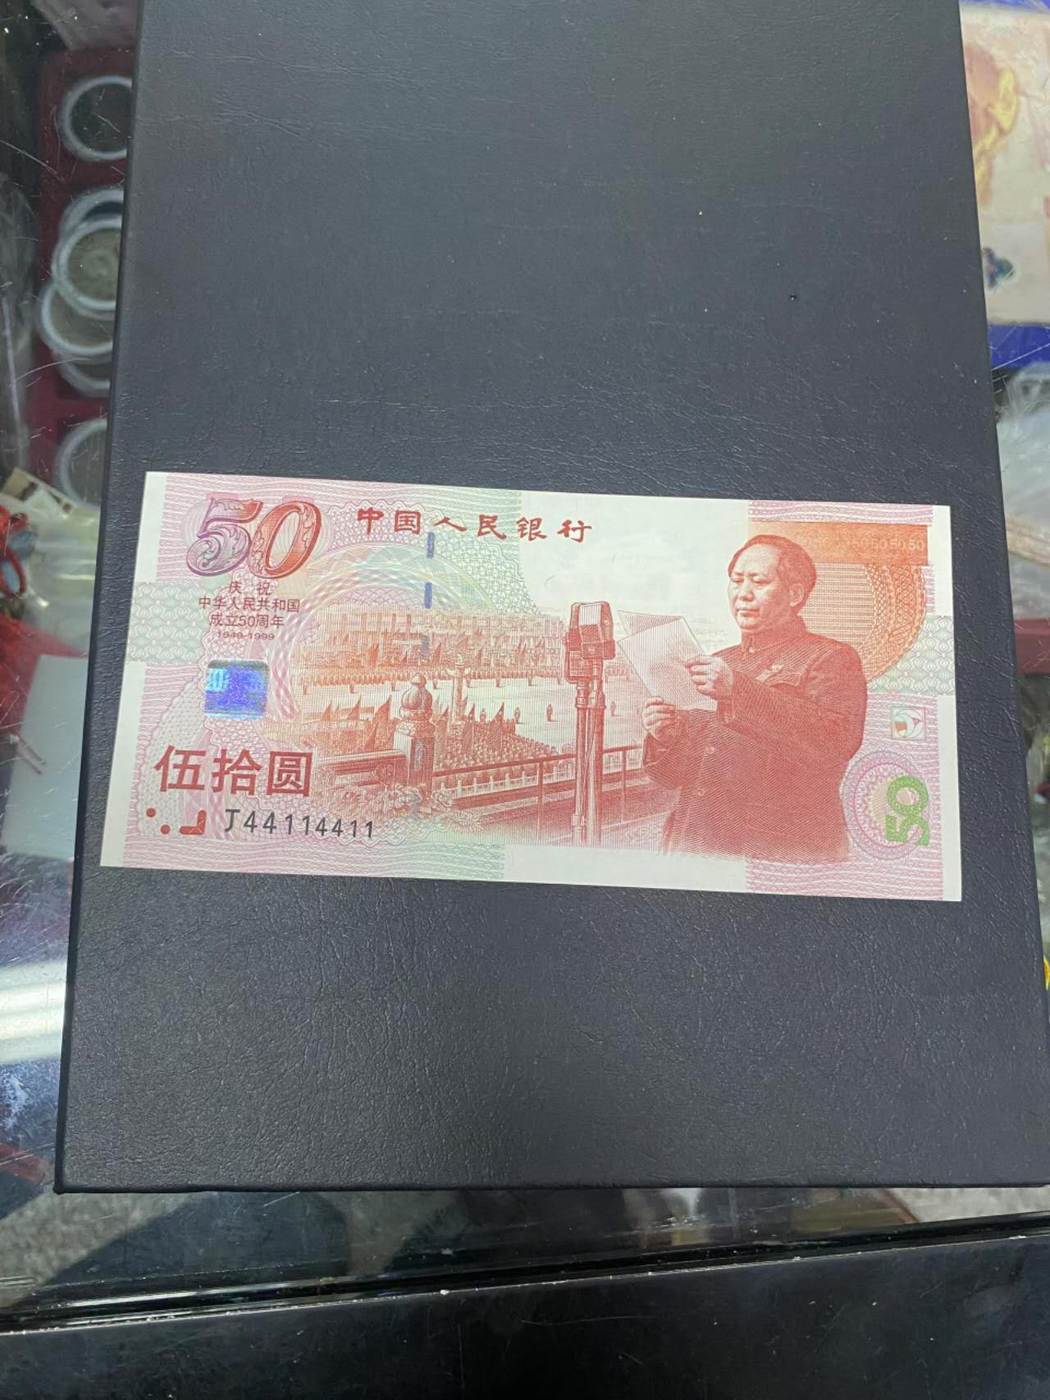 50
中国人民银行
庆祝
中华人民共和国
成立50周年
1949-1999
伍拾圆
J44114411
50